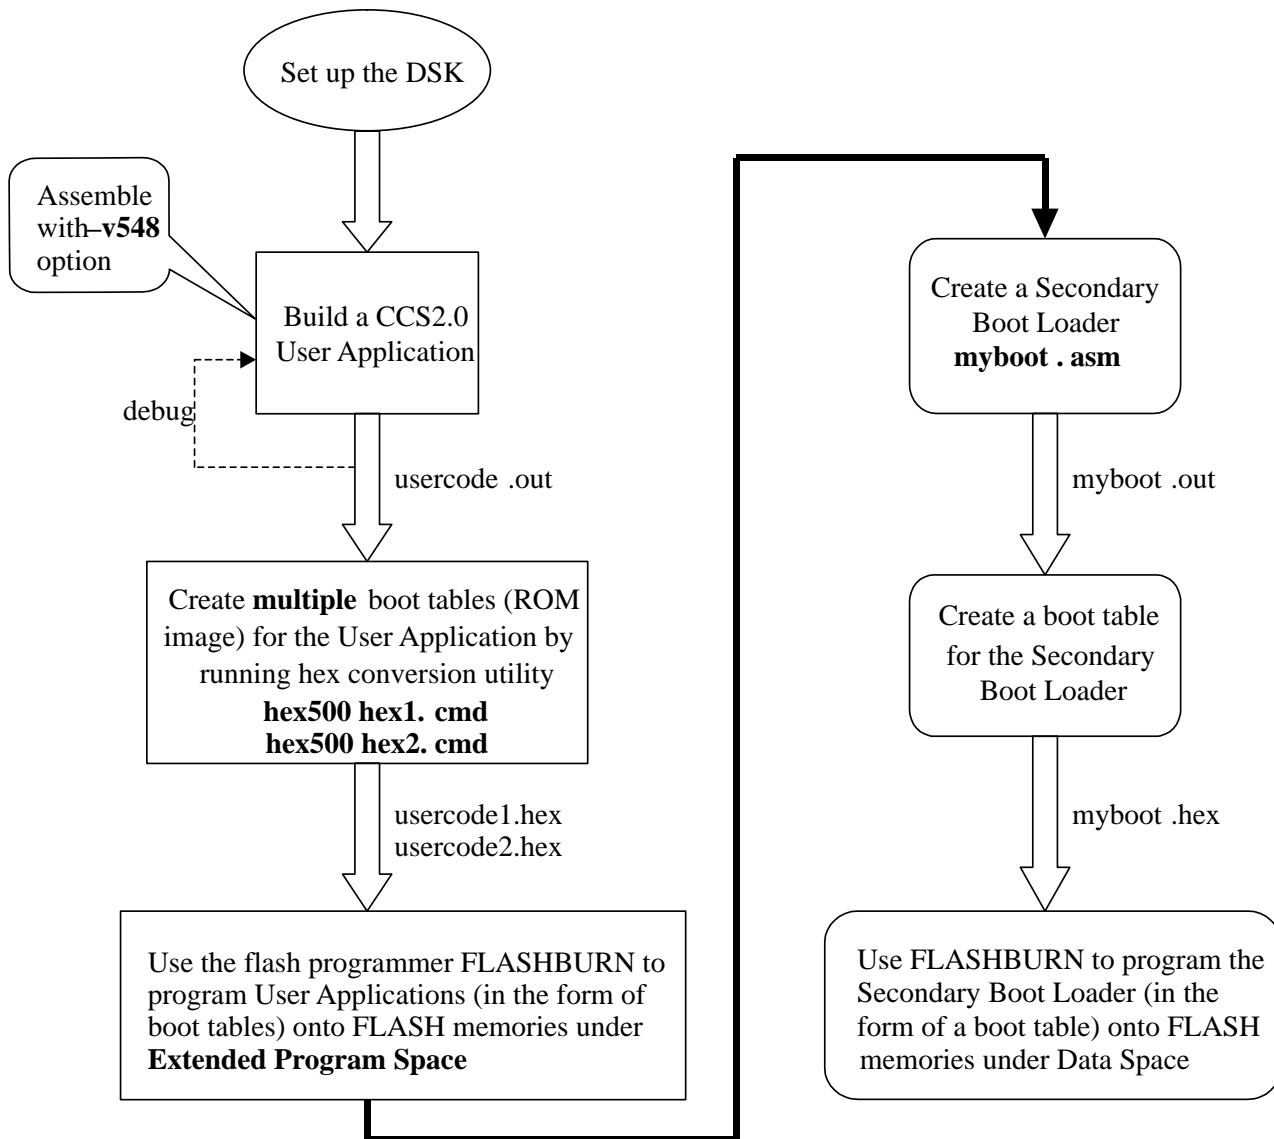 Set up the DSK
Assemble
with–v548
option
Build a CCS2.0
User Application
debug
usercode .out
Create multiple boot tables (ROM
image) for the User Application by
running hex conversion utility
hex500 hex1. cmd
hex500 hex2. cmd
usercode1.hex
usercode2.hex
Use the flash programmer FLASHBURN to
program User Applications (in the form of
boot tables) onto FLASH memories under
Extended Program Space
Create a Secondary
Boot Loader
myboot . asm
myboot .out
Create a boot table
for the Secondary
Boot Loader
myboot .hex
Use FLASHBURN to program the
Secondary Boot Loader (in the
form of a boot table) onto FLASH
memories under Data Space